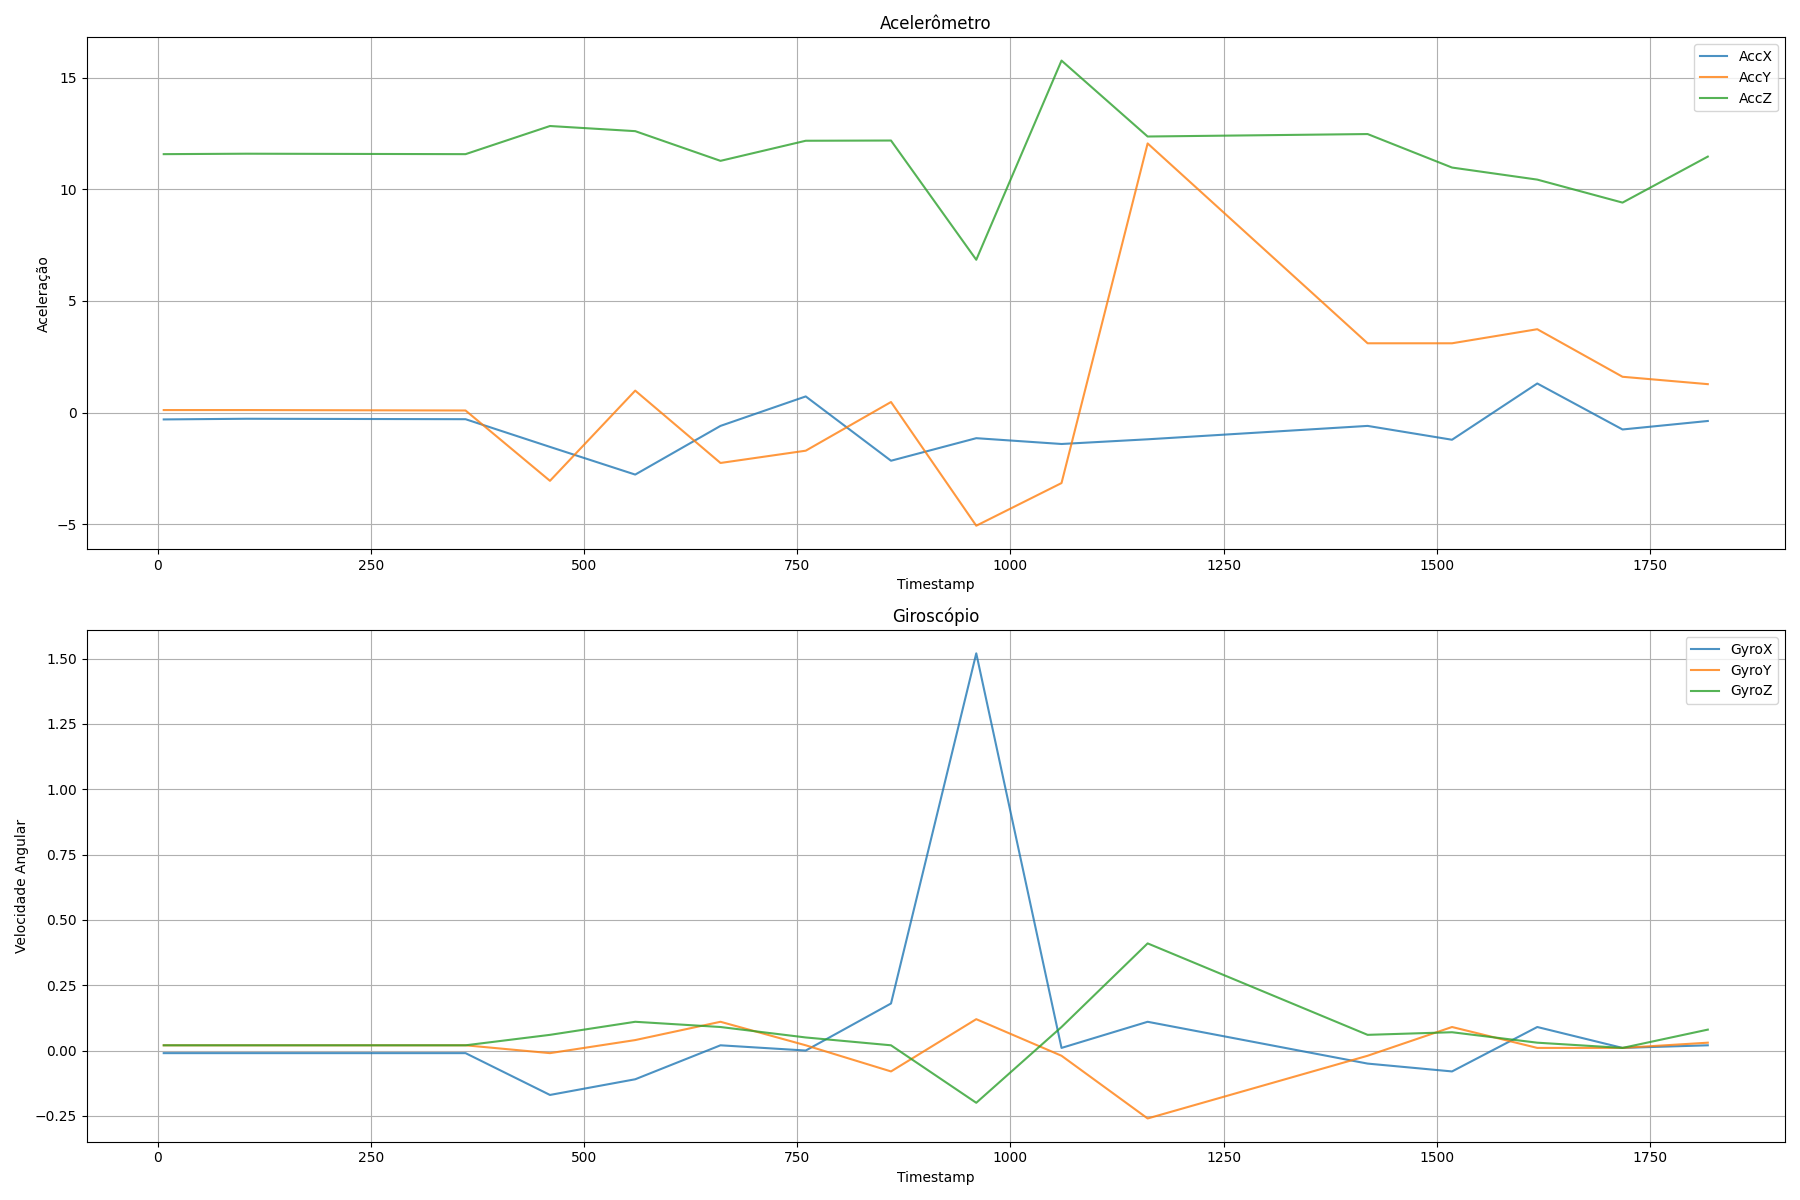 Acelerômetro
AccX
AccY
AccZ
15
10
5
0
−5
Aceleração
0 250 500 750 1000 1250 1500 1750
Timestamp
Giroscópio
GyroX
GyroY
GyroZ
1.50
1.25
1.00
0.75
0.50
0.25
0.00
−0.25
Velocidade Angular
0 250 500 750 1000 1250 1500 1750
Timestamp